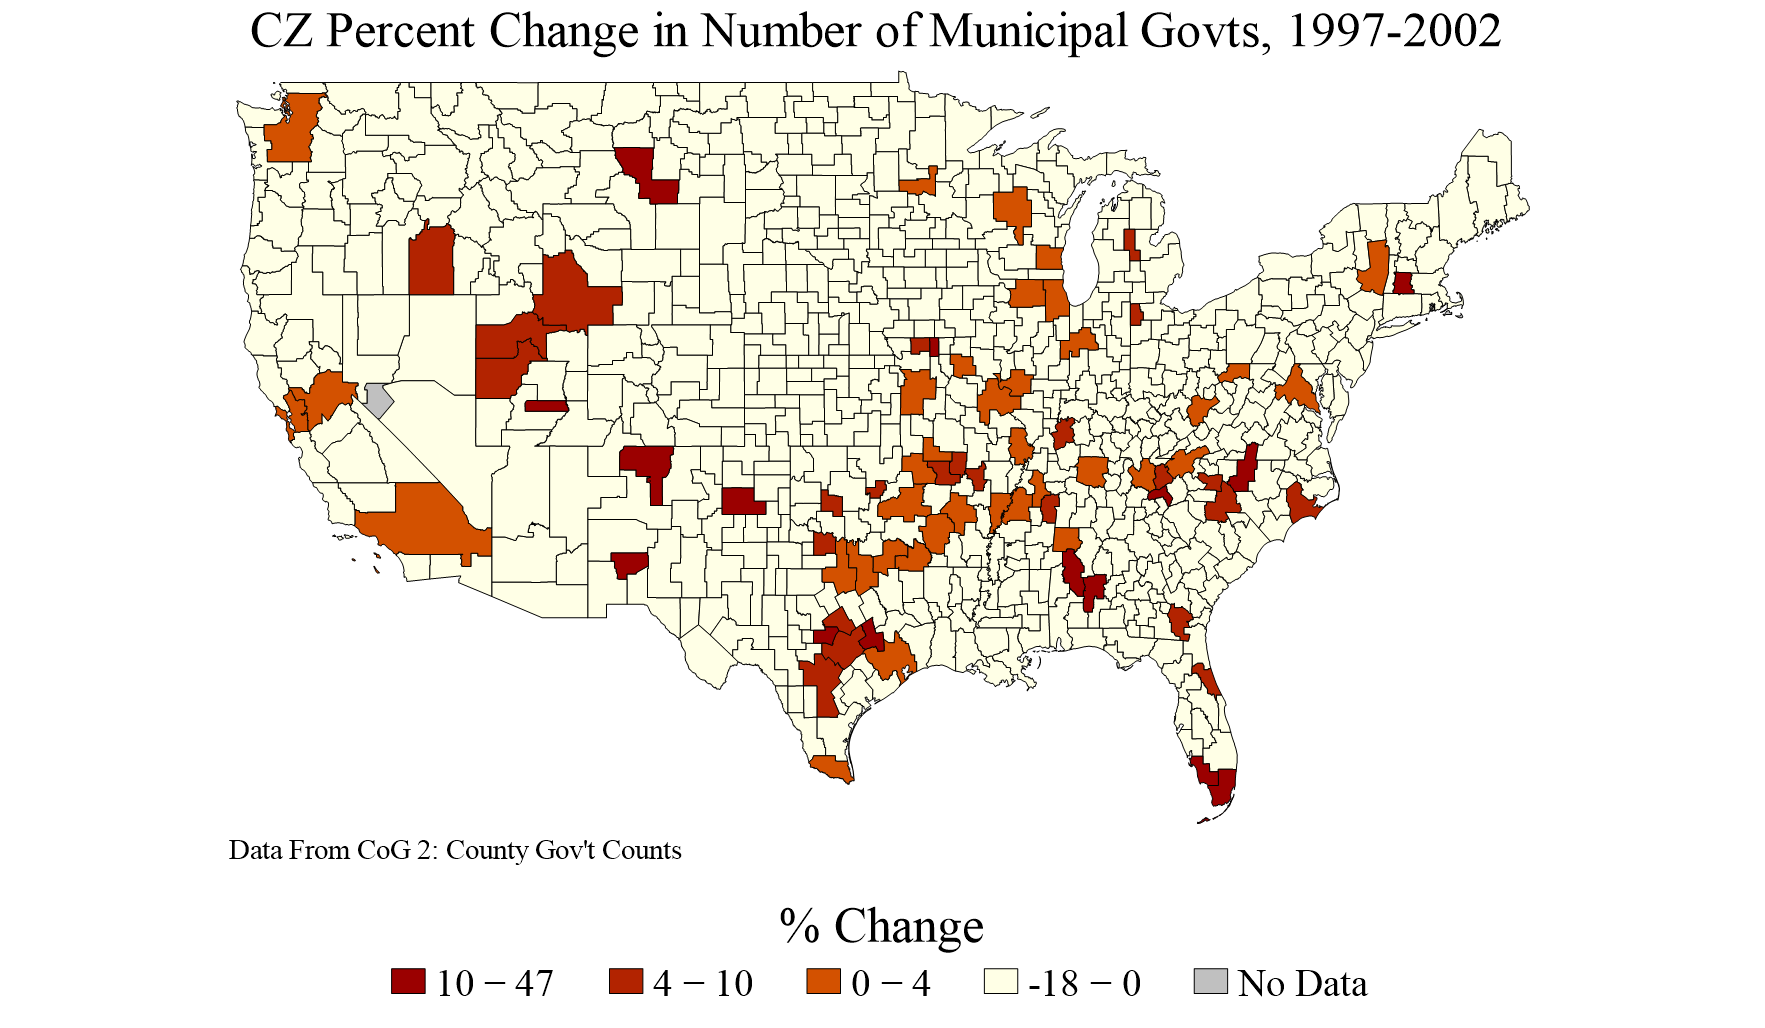 CZ Percent Change in Number of Municipal Govts, 1997-2002
Data From CoG 2: County Gov't Counts
% Change
10 − 47 4 − 10 0 − 4 -18 − 0 No Data